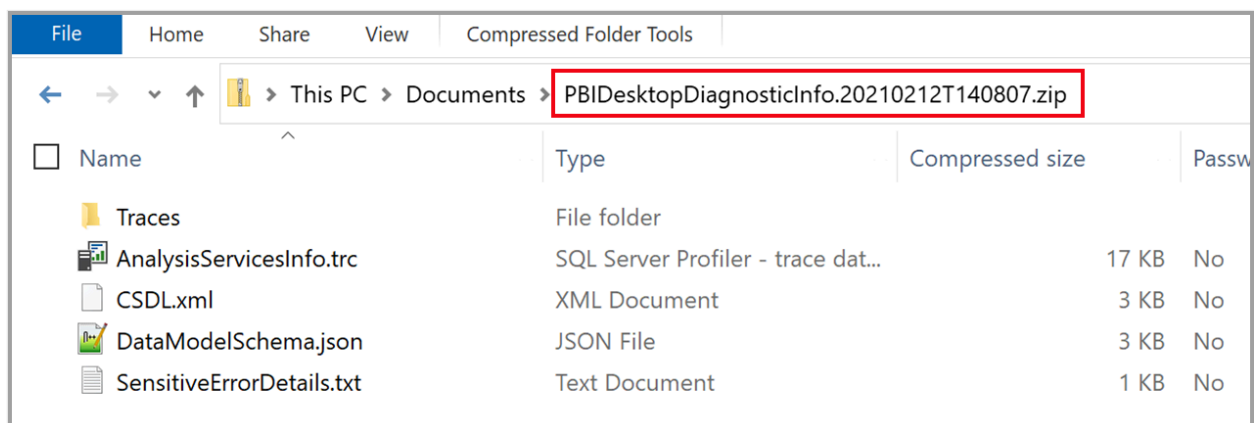 File Home Share View Compressed Folder Tools
This PC > Documents > PBIDesktopDiagnosticInfo.20210212T140807.zip
Name Type Compressed size Passw
Traces File folder
AnalysisServicesInfo.trc SQL Server Profiler - trace dat... 17 KB No
CSDL.xml XML Document 3 KB No
DataModelSchema.json JSON File 3 KB No
SensitiveErrorDetails.txt Text Document 1 KB No